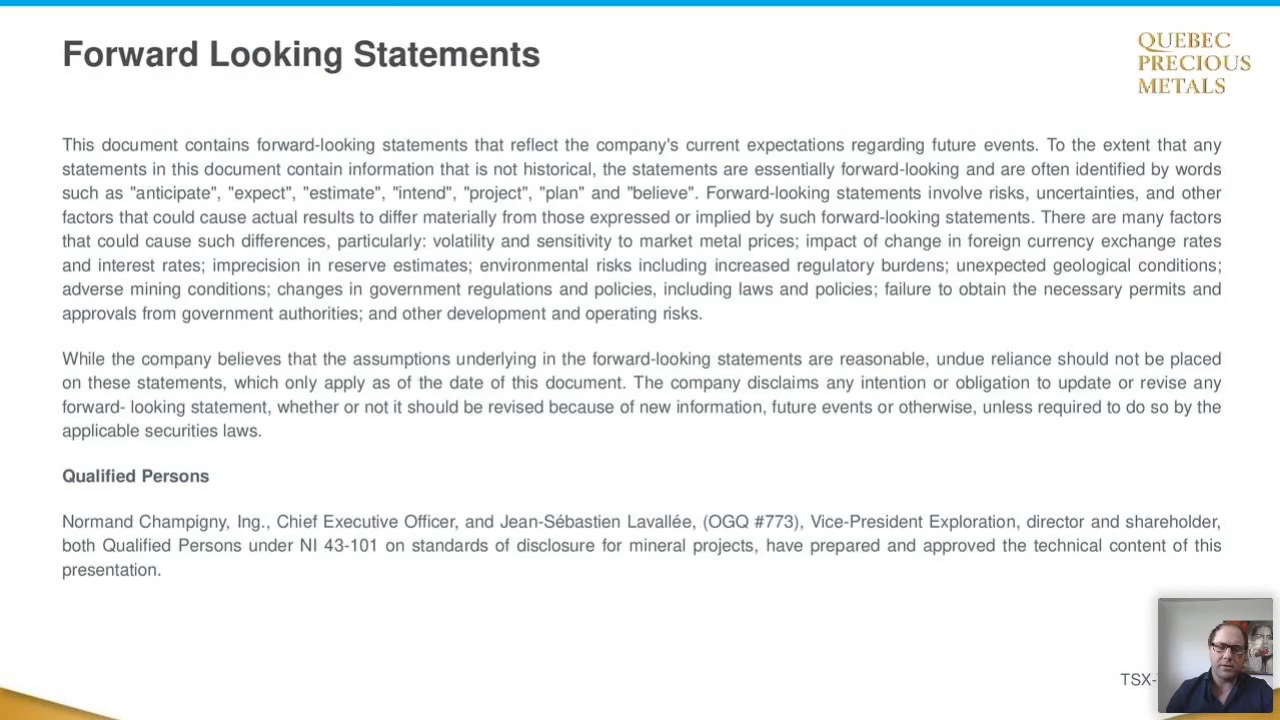 Forward Looking Statements
QUEBEC
PRECIOUS
METALS
This document contains forward-looking statements that reflect the company's current expectations regarding future events. To the extent that any
statements in this document contain information that is not historical, the statements are essentially forward-looking and are often identified by words
such as "anticipate", "expect", "estimate", "intend", "project", "plan" and "believe". Forward-looking statements involve risks, uncertainties, and other
factors that could cause actual results to differ materially from those expressed or implied by such forward-looking statements. There are many factors
that could cause such differences, particularly: volatility and sensitivity to market metal prices; impact of change in foreign currency exchange rates
and interest rates; imprecision in reserve estimates; environmental risks including increased regulatory burdens; unexpected geological conditions;
adverse mining conditions; changes in government regulations and policies, including laws and policies; failure to obtain the necessary permits and
approvals from government authorities; and other development and operating risks.
While the company believes that the assumptions underlying in the forward-looking statements are reasonable, undue reliance should not be placed
on these statements, which only apply as of the date of this document. The company disclaims any intention or obligation to update or revise any
forward- looking statement, whether or not it should be revised because of new information, future events or otherwise, unless required to do so by the
applicable securities laws.
Qualified Persons
Normand Champigny, Ing., Chief Executive Officer, and Jean-Sébastien Lavallée, (OGQ #773), Vice-President Exploration, director and shareholder,
both Qualified Persons under NI 43-101 on standards of disclosure for mineral projects, have prepared and approved the technical content of this
presentation.
TSX-